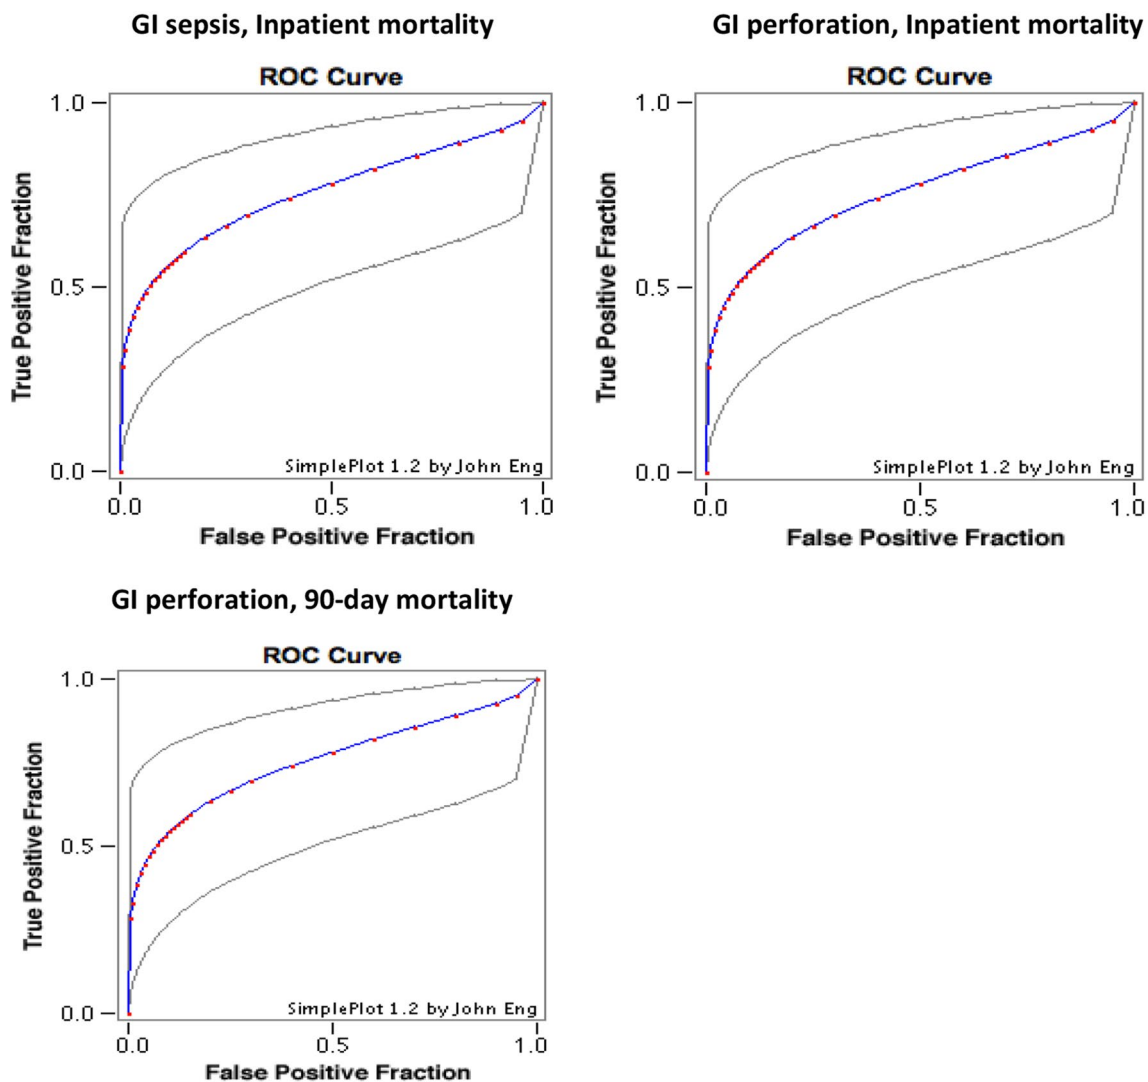 GI sepsis, Inpatient mortality
ROC Curve
1.0
0.5
0.0
True Positive Fraction
SimplePlot 1.2 by John Eng
0.0 0.5 1.0
False Positive Fraction
GI perforation, Inpatient mortality
ROC Curve
1.0
0.5
0.0
True Positive Fraction
SimplePlot 1.2 by John Eng
0.0 0.5 1.0
False Positive Fraction
GI perforation, 90-day mortality
ROC Curve
1.0
0.5
0.0
True Positive Fraction
SimplePlot 1.2 by John Eng
0.0 0.5 1.0
False Positive Fraction